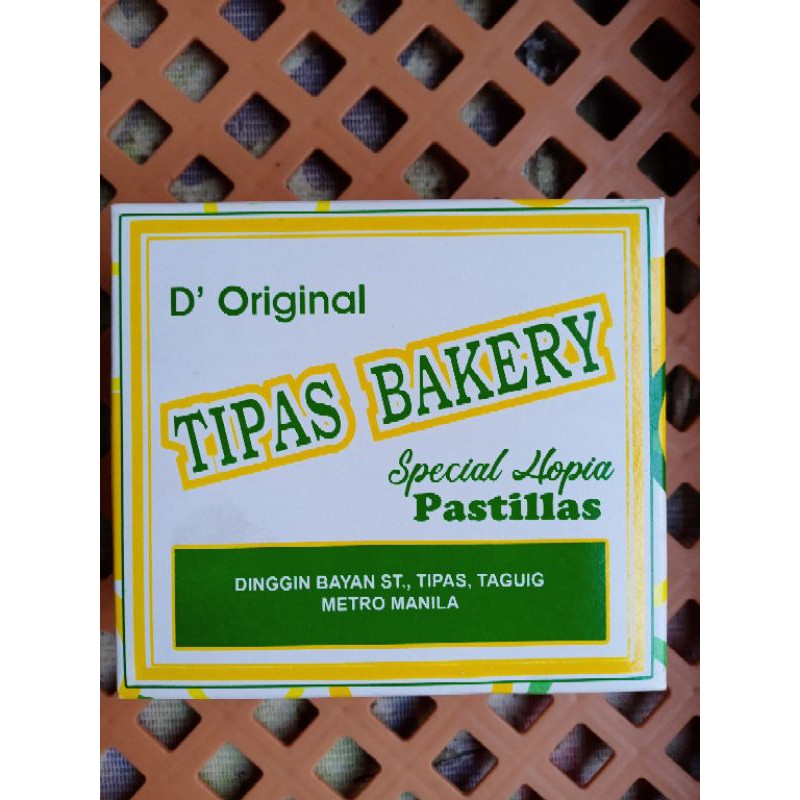 D' Original
TIPAS BAKERY
Special Hopia
Pastillas
DINGGIN BAYAN ST., TIPAS, TAGUIG
METRO MANILA